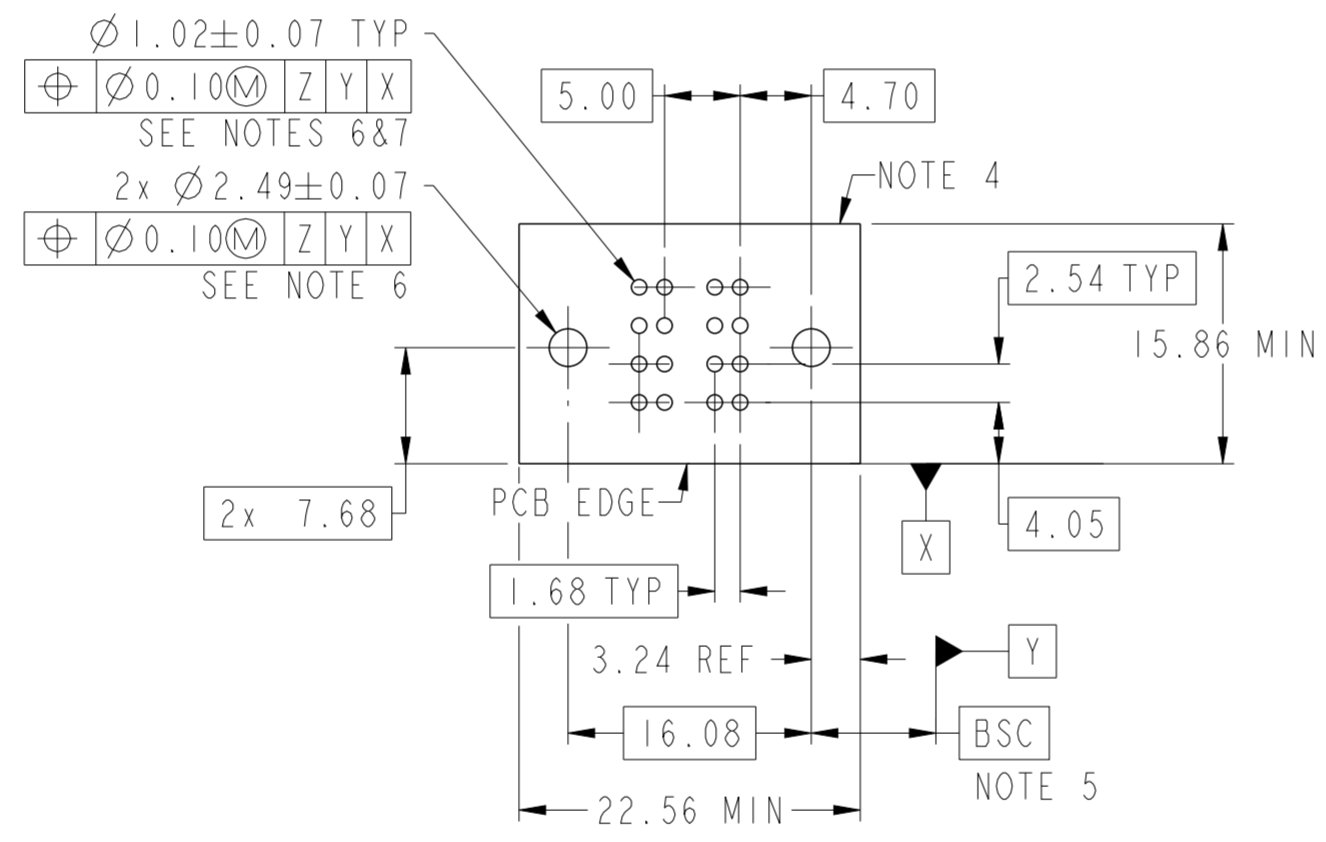 Ø1.02±0.07 TYP
⌖ Ø0.10Ⓜ Z Y X
SEE NOTES 6&7
2x Ø2.49±0.07
⌖ Ø0.10Ⓜ Z Y X
SEE NOTE 6
5.00
4.70
NOTE 4
2.54 TYP
15.86 MIN
2x 7.68
PCB EDGE
4.05
X
1.68 TYP
3.24 REF
Y
16.08
BSC
NOTE 5
22.56 MIN